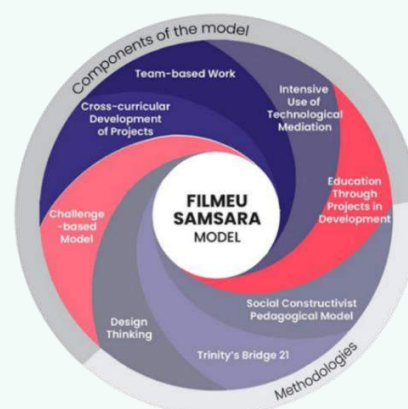 Components of the model
Team-based Work
Cross-curricular
Development
of Projects
Intensive
Use of
Technological
Mediation
Education
Through
Projects in
Development
Challenge
-based
Model
FILMEU
SAMSARA
MODEL
Social Constructivist
Pedagogical Model
Design
Thinking
Trinity's Bridge 21
Methodologies